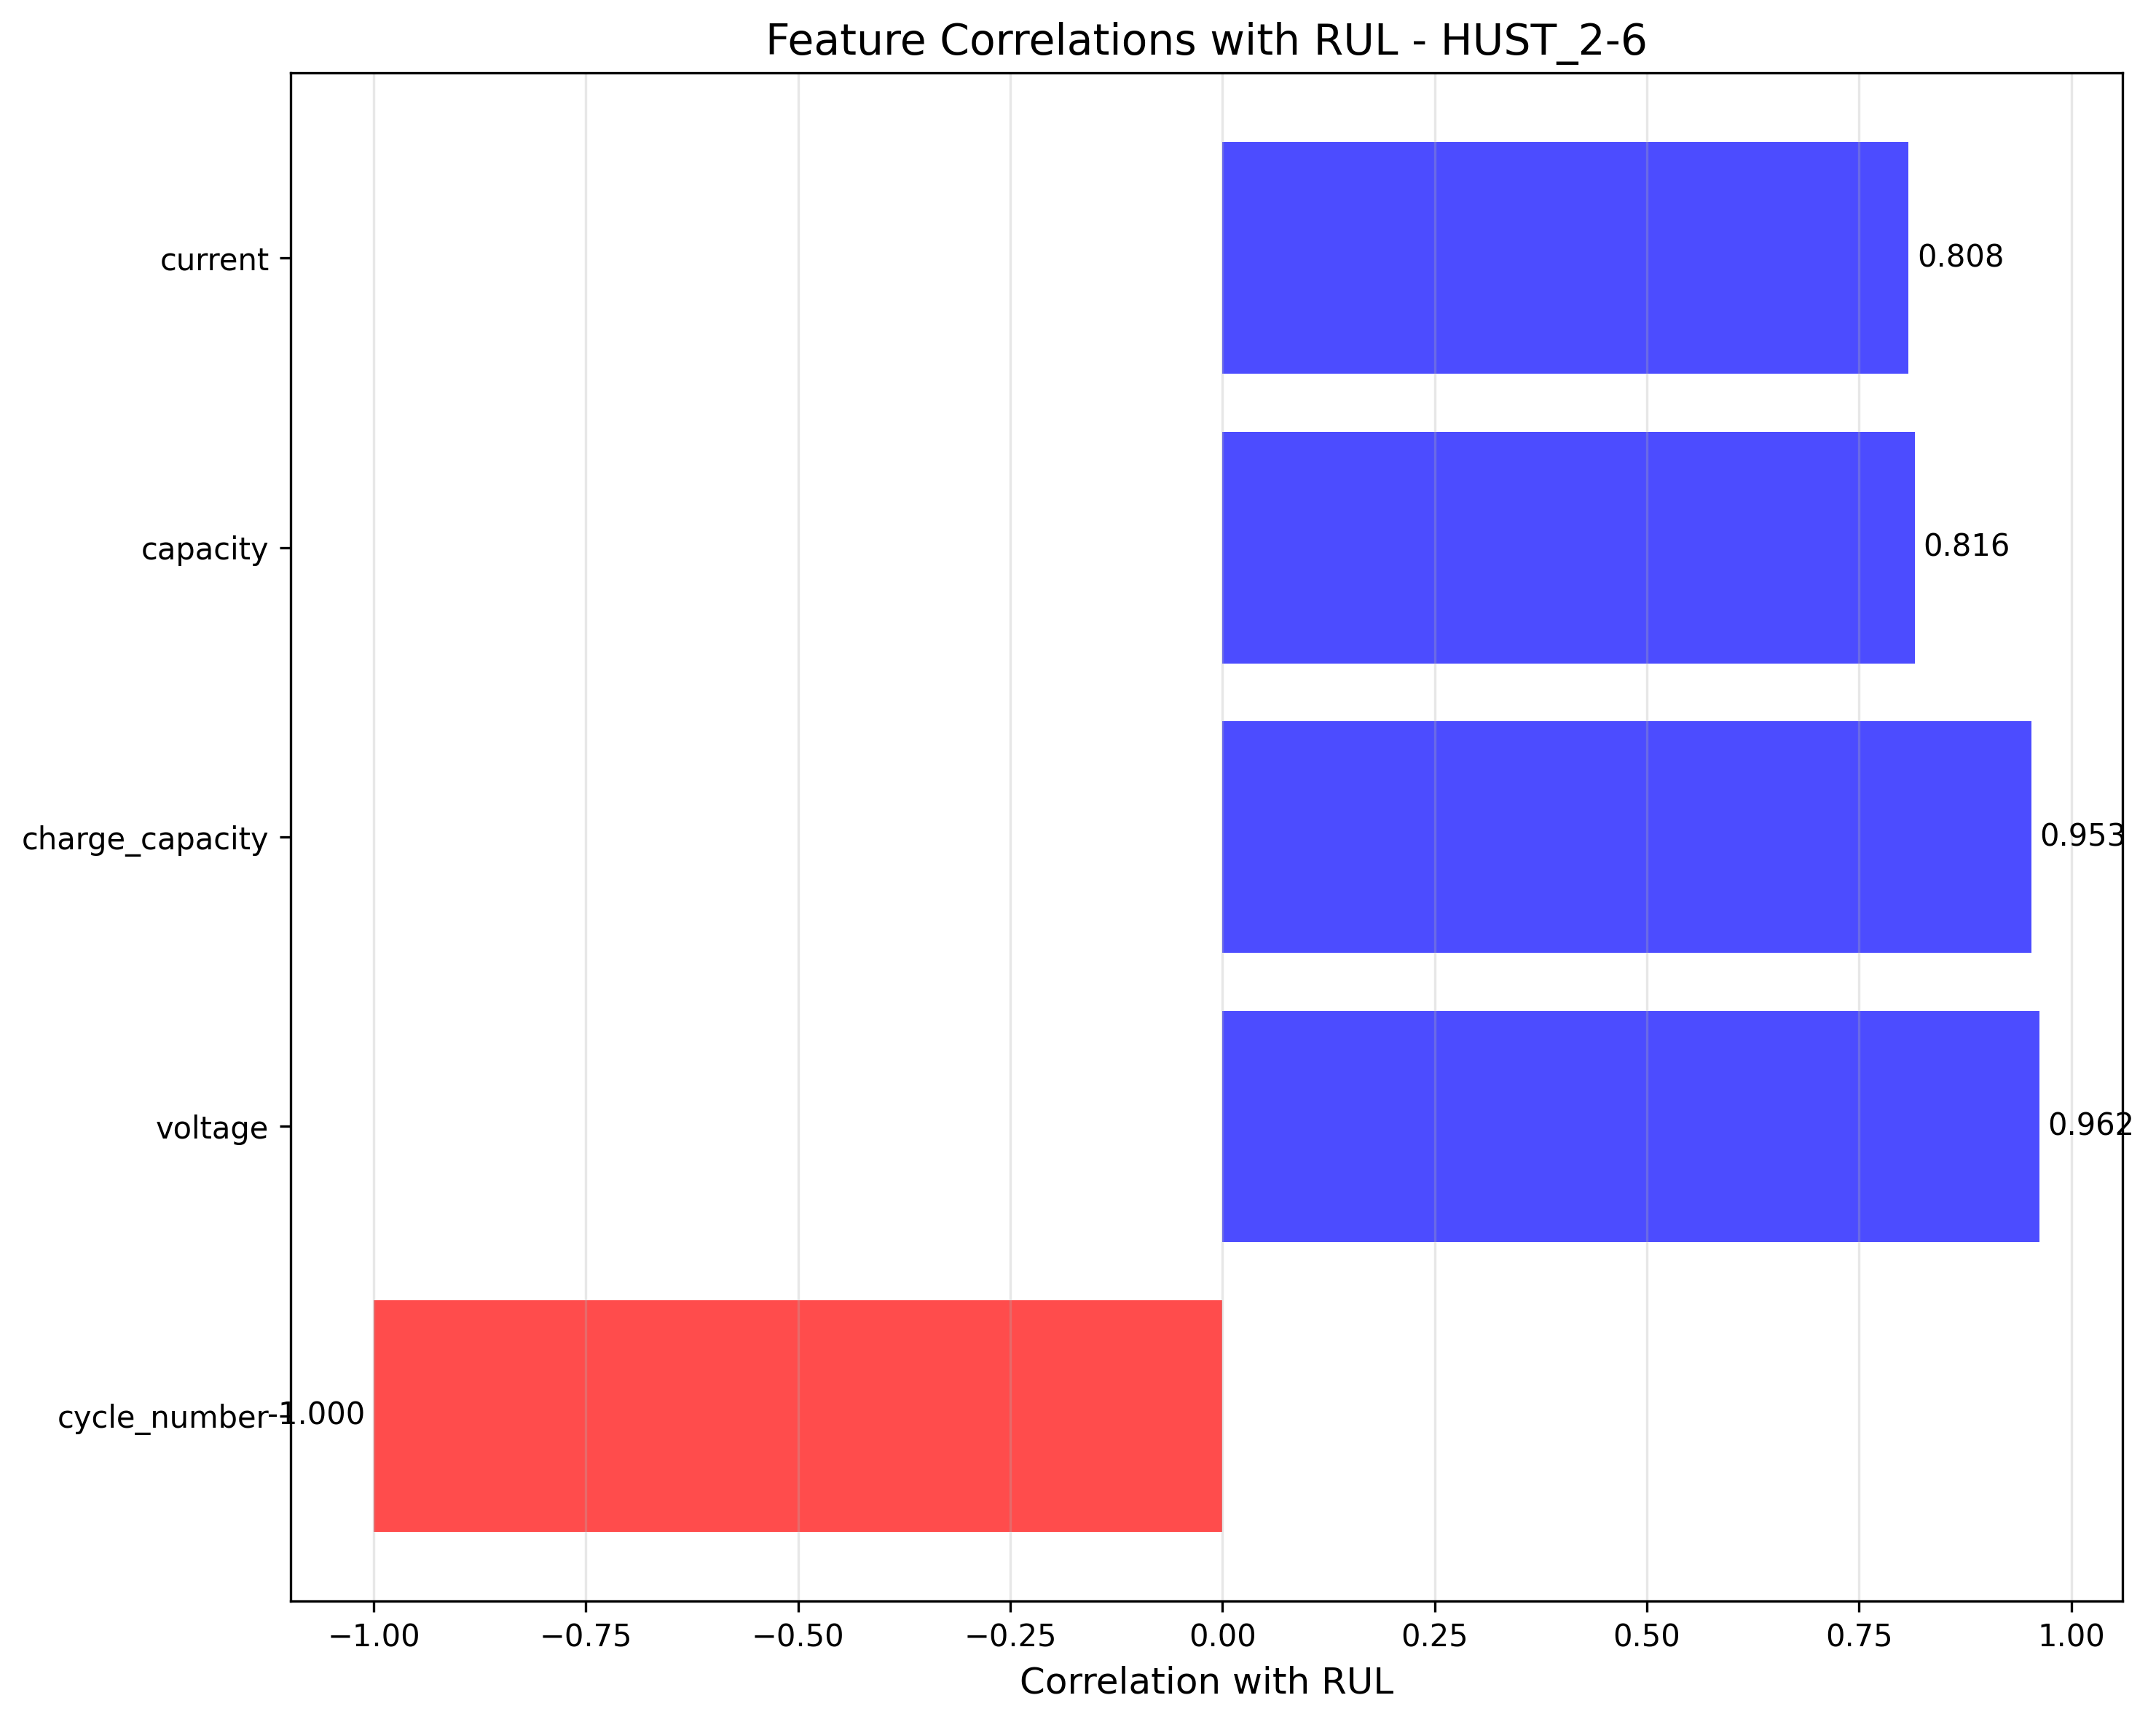 Feature Correlations with RUL - HUST_2-6
current
0.808
capacity
0.816
charge_capacity
0.953
voltage
0.962
cycle_number
-1.000
−1.00 −0.75 −0.50 −0.25 0.00 0.25 0.50 0.75 1.00
Correlation with RUL